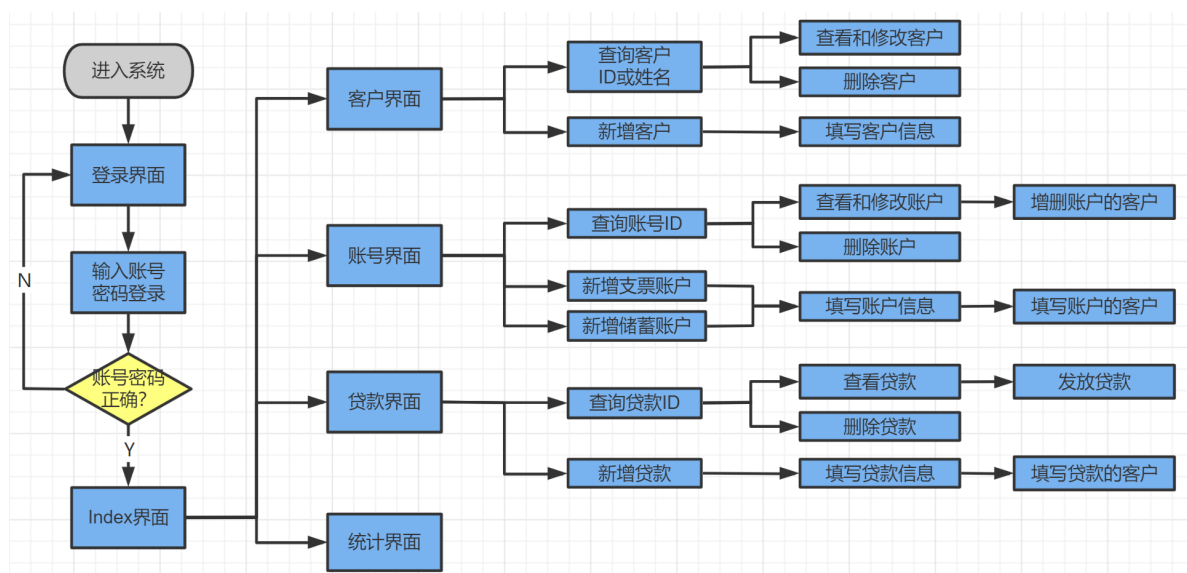 进入系统
登录界面
输入账号
密码登录
账号密码
正确？
N
Y
Index界面
客户界面
查询客户
ID或姓名
查看和修改客户
删除客户
新增客户
填写客户信息
账号界面
查询账号ID
查看和修改账户
增删账户的客户
删除账户
新增支票账户
新增储蓄账户
填写账户信息
填写账户的客户
贷款界面
查询贷款ID
查看贷款
发放贷款
删除贷款
新增贷款
填写贷款信息
填写贷款的客户
统计界面